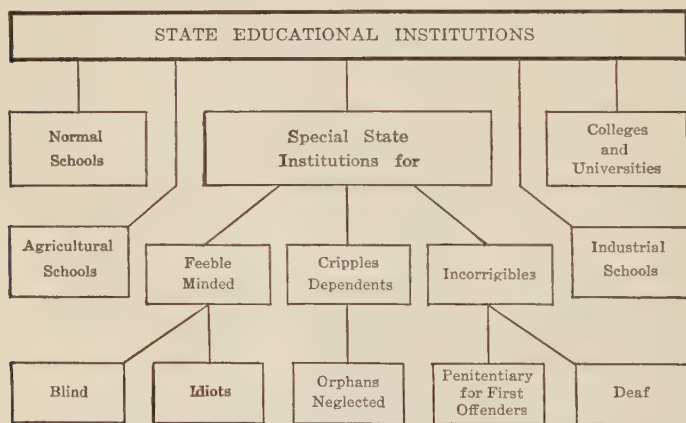 STATE EDUCATIONAL INSTITUTIONS
Normal
Schools
Special State
Institutions for
Colleges
and
Universities
Agricultural
Schools
Feeble
Minded
Cripples
Dependents
Incorrigibles
Industrial
Schools
Blind
Idiots
Orphans
Neglected
Penitentiary
for First
Offenders
Deaf